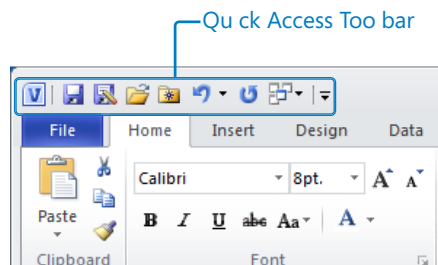 Qu ck Access Too bar
V
File Home Insert Design Data
Calibri 8pt. A A
Paste B I U abc Aa A
Clipboard Font